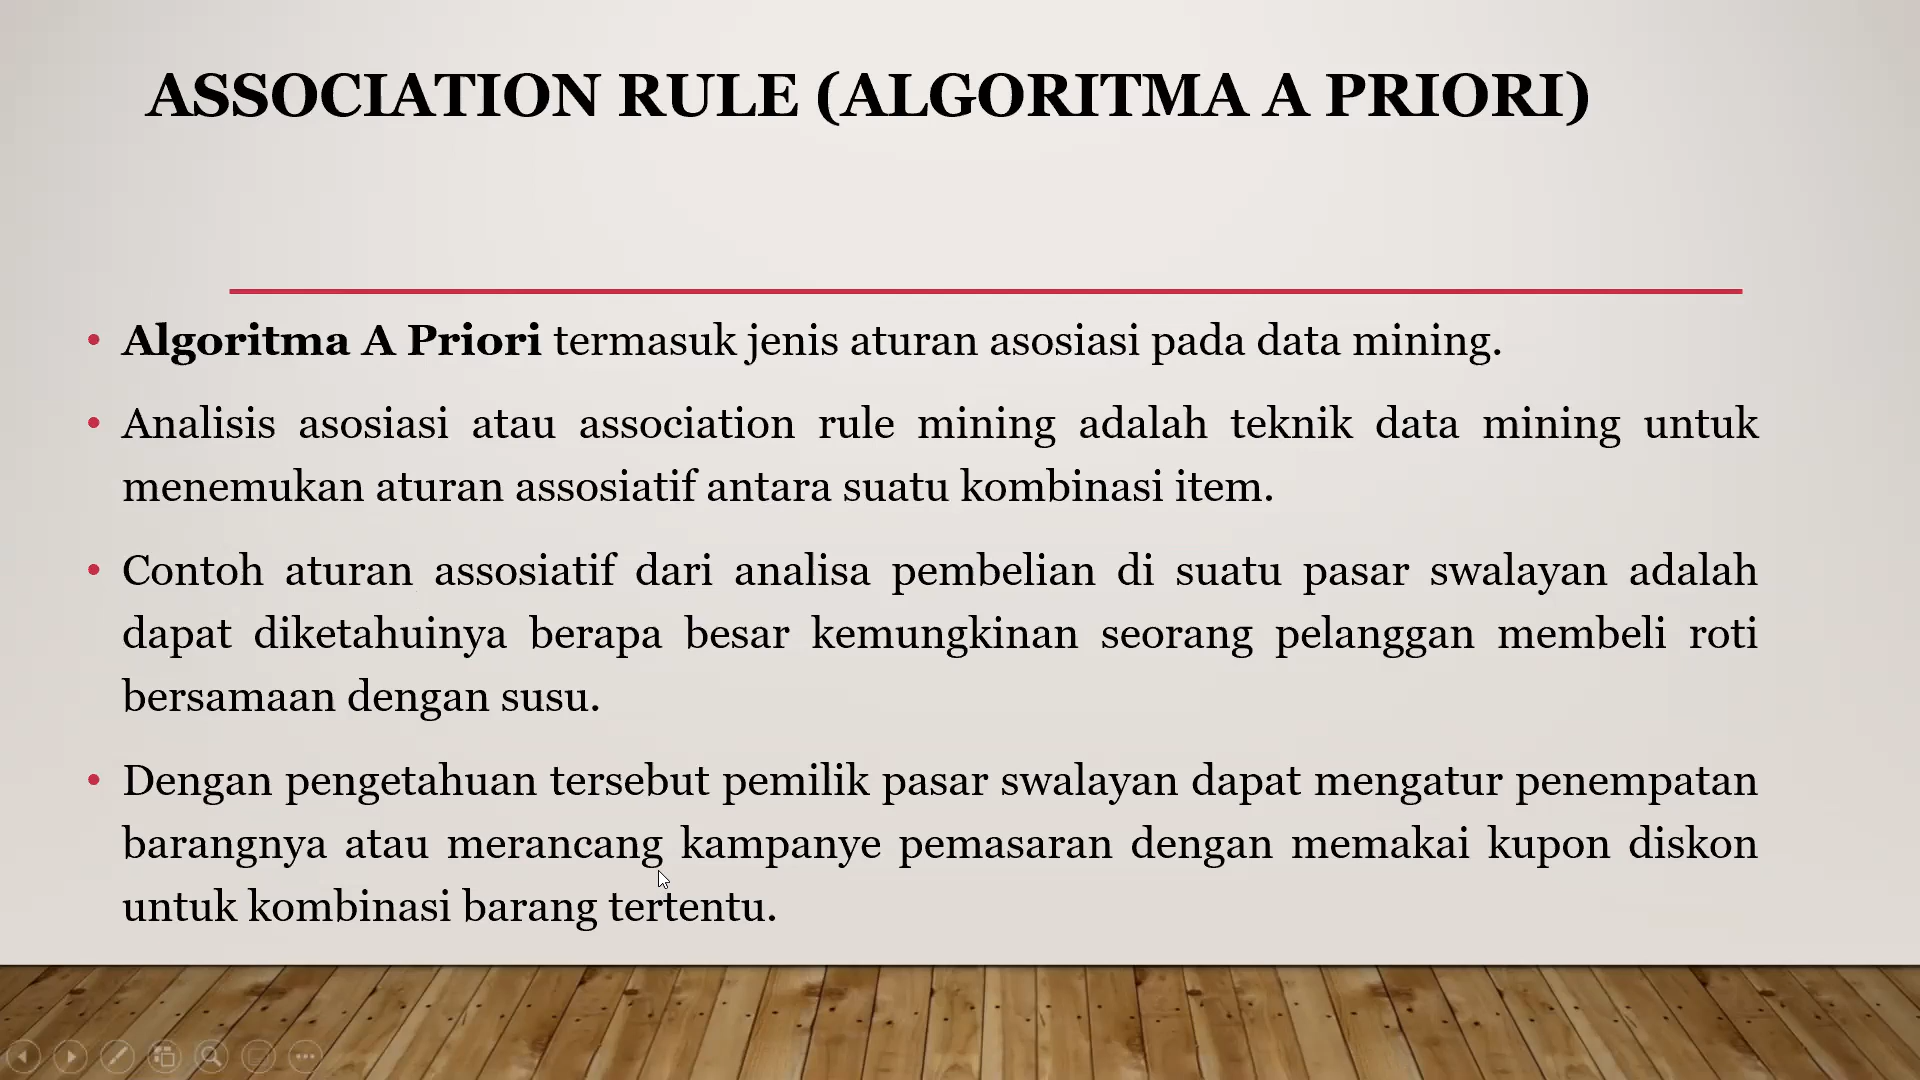 ASSOCIATION RULE (ALGORITMA A PRIORI)
• Algoritma A Priori termasuk jenis aturan asosiasi pada data mining.
• Analisis asosiasi atau association rule mining adalah teknik data mining untuk
menemukan aturan assosiatif antara suatu kombinasi item.
• Contoh aturan assosiatif dari analisa pembelian di suatu pasar swalayan adalah
dapat diketahuinya berapa besar kemungkinan seorang pelanggan membeli roti
bersamaan dengan susu.
• Dengan pengetahuan tersebut pemilik pasar swalayan dapat mengatur penempatan
barangnya atau merancang kampanye pemasaran dengan memakai kupon diskon
untuk kombinasi barang tertentu.